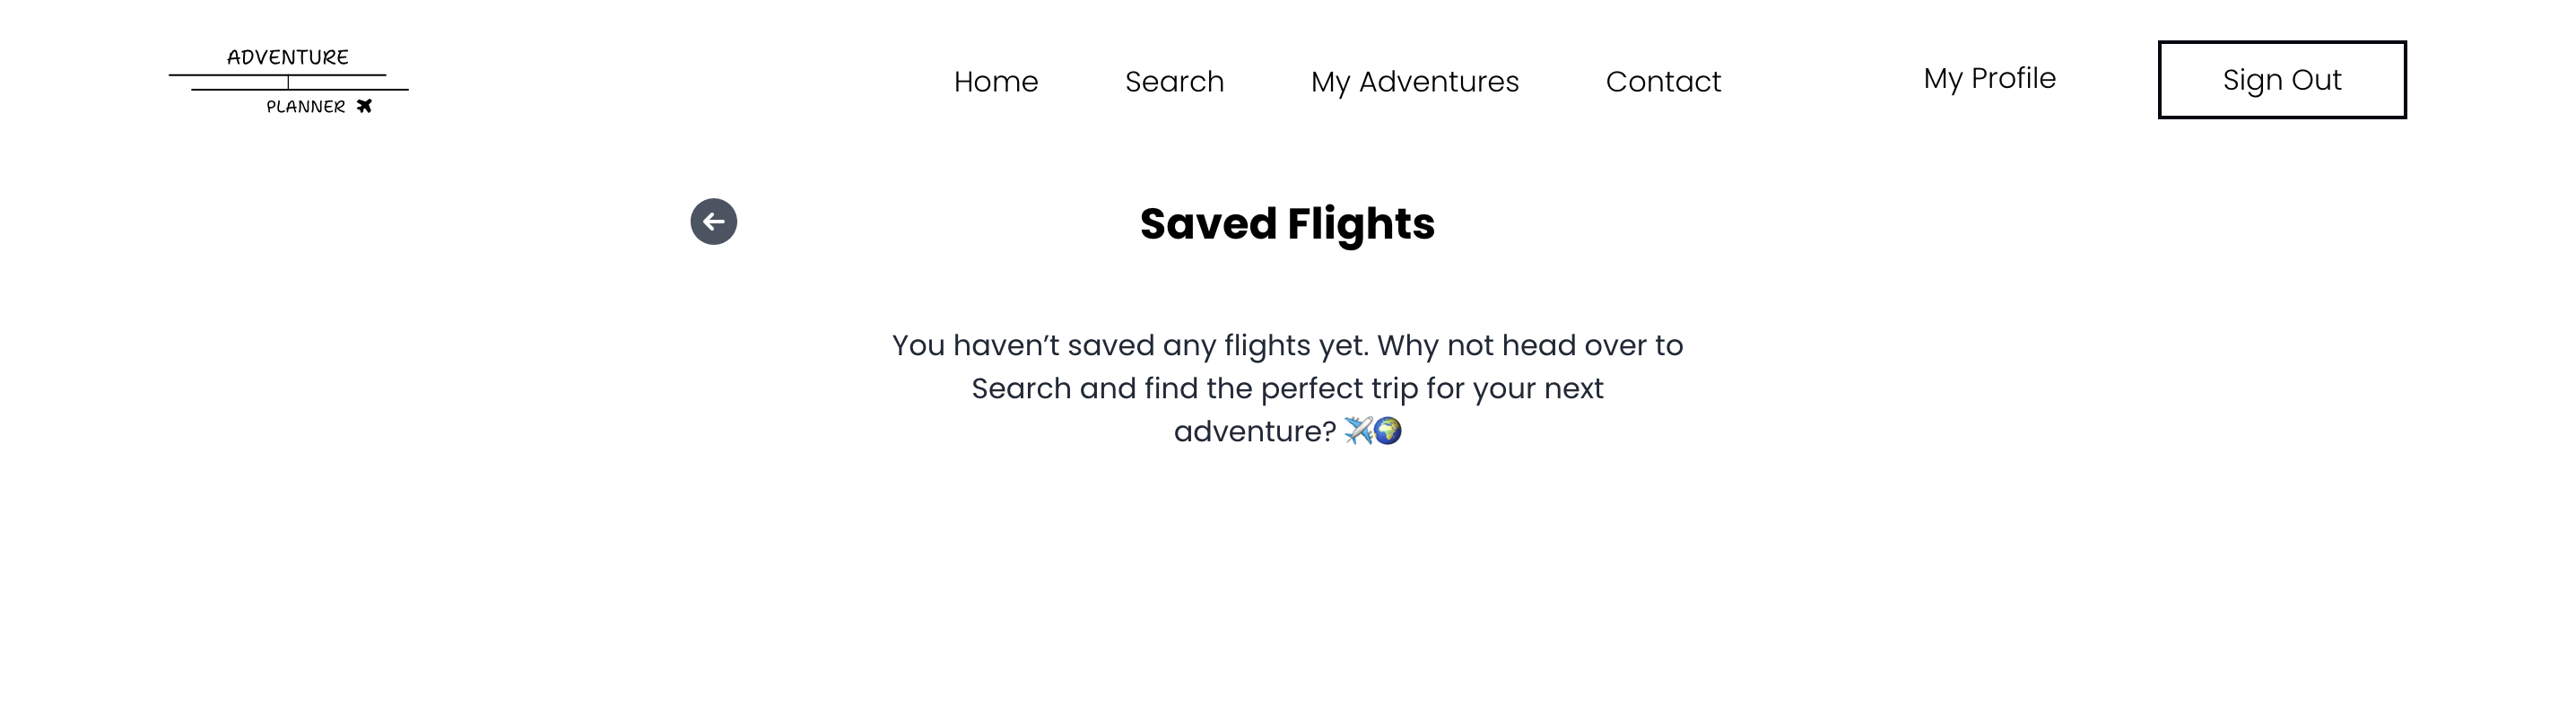 ADVENTURE
PLANNER
Home Search My Adventures Contact My Profile Sign Out
Saved Flights
You haven’t saved any flights yet. Why not head over to
Search and find the perfect trip for your next
adventure? ✈️🌍